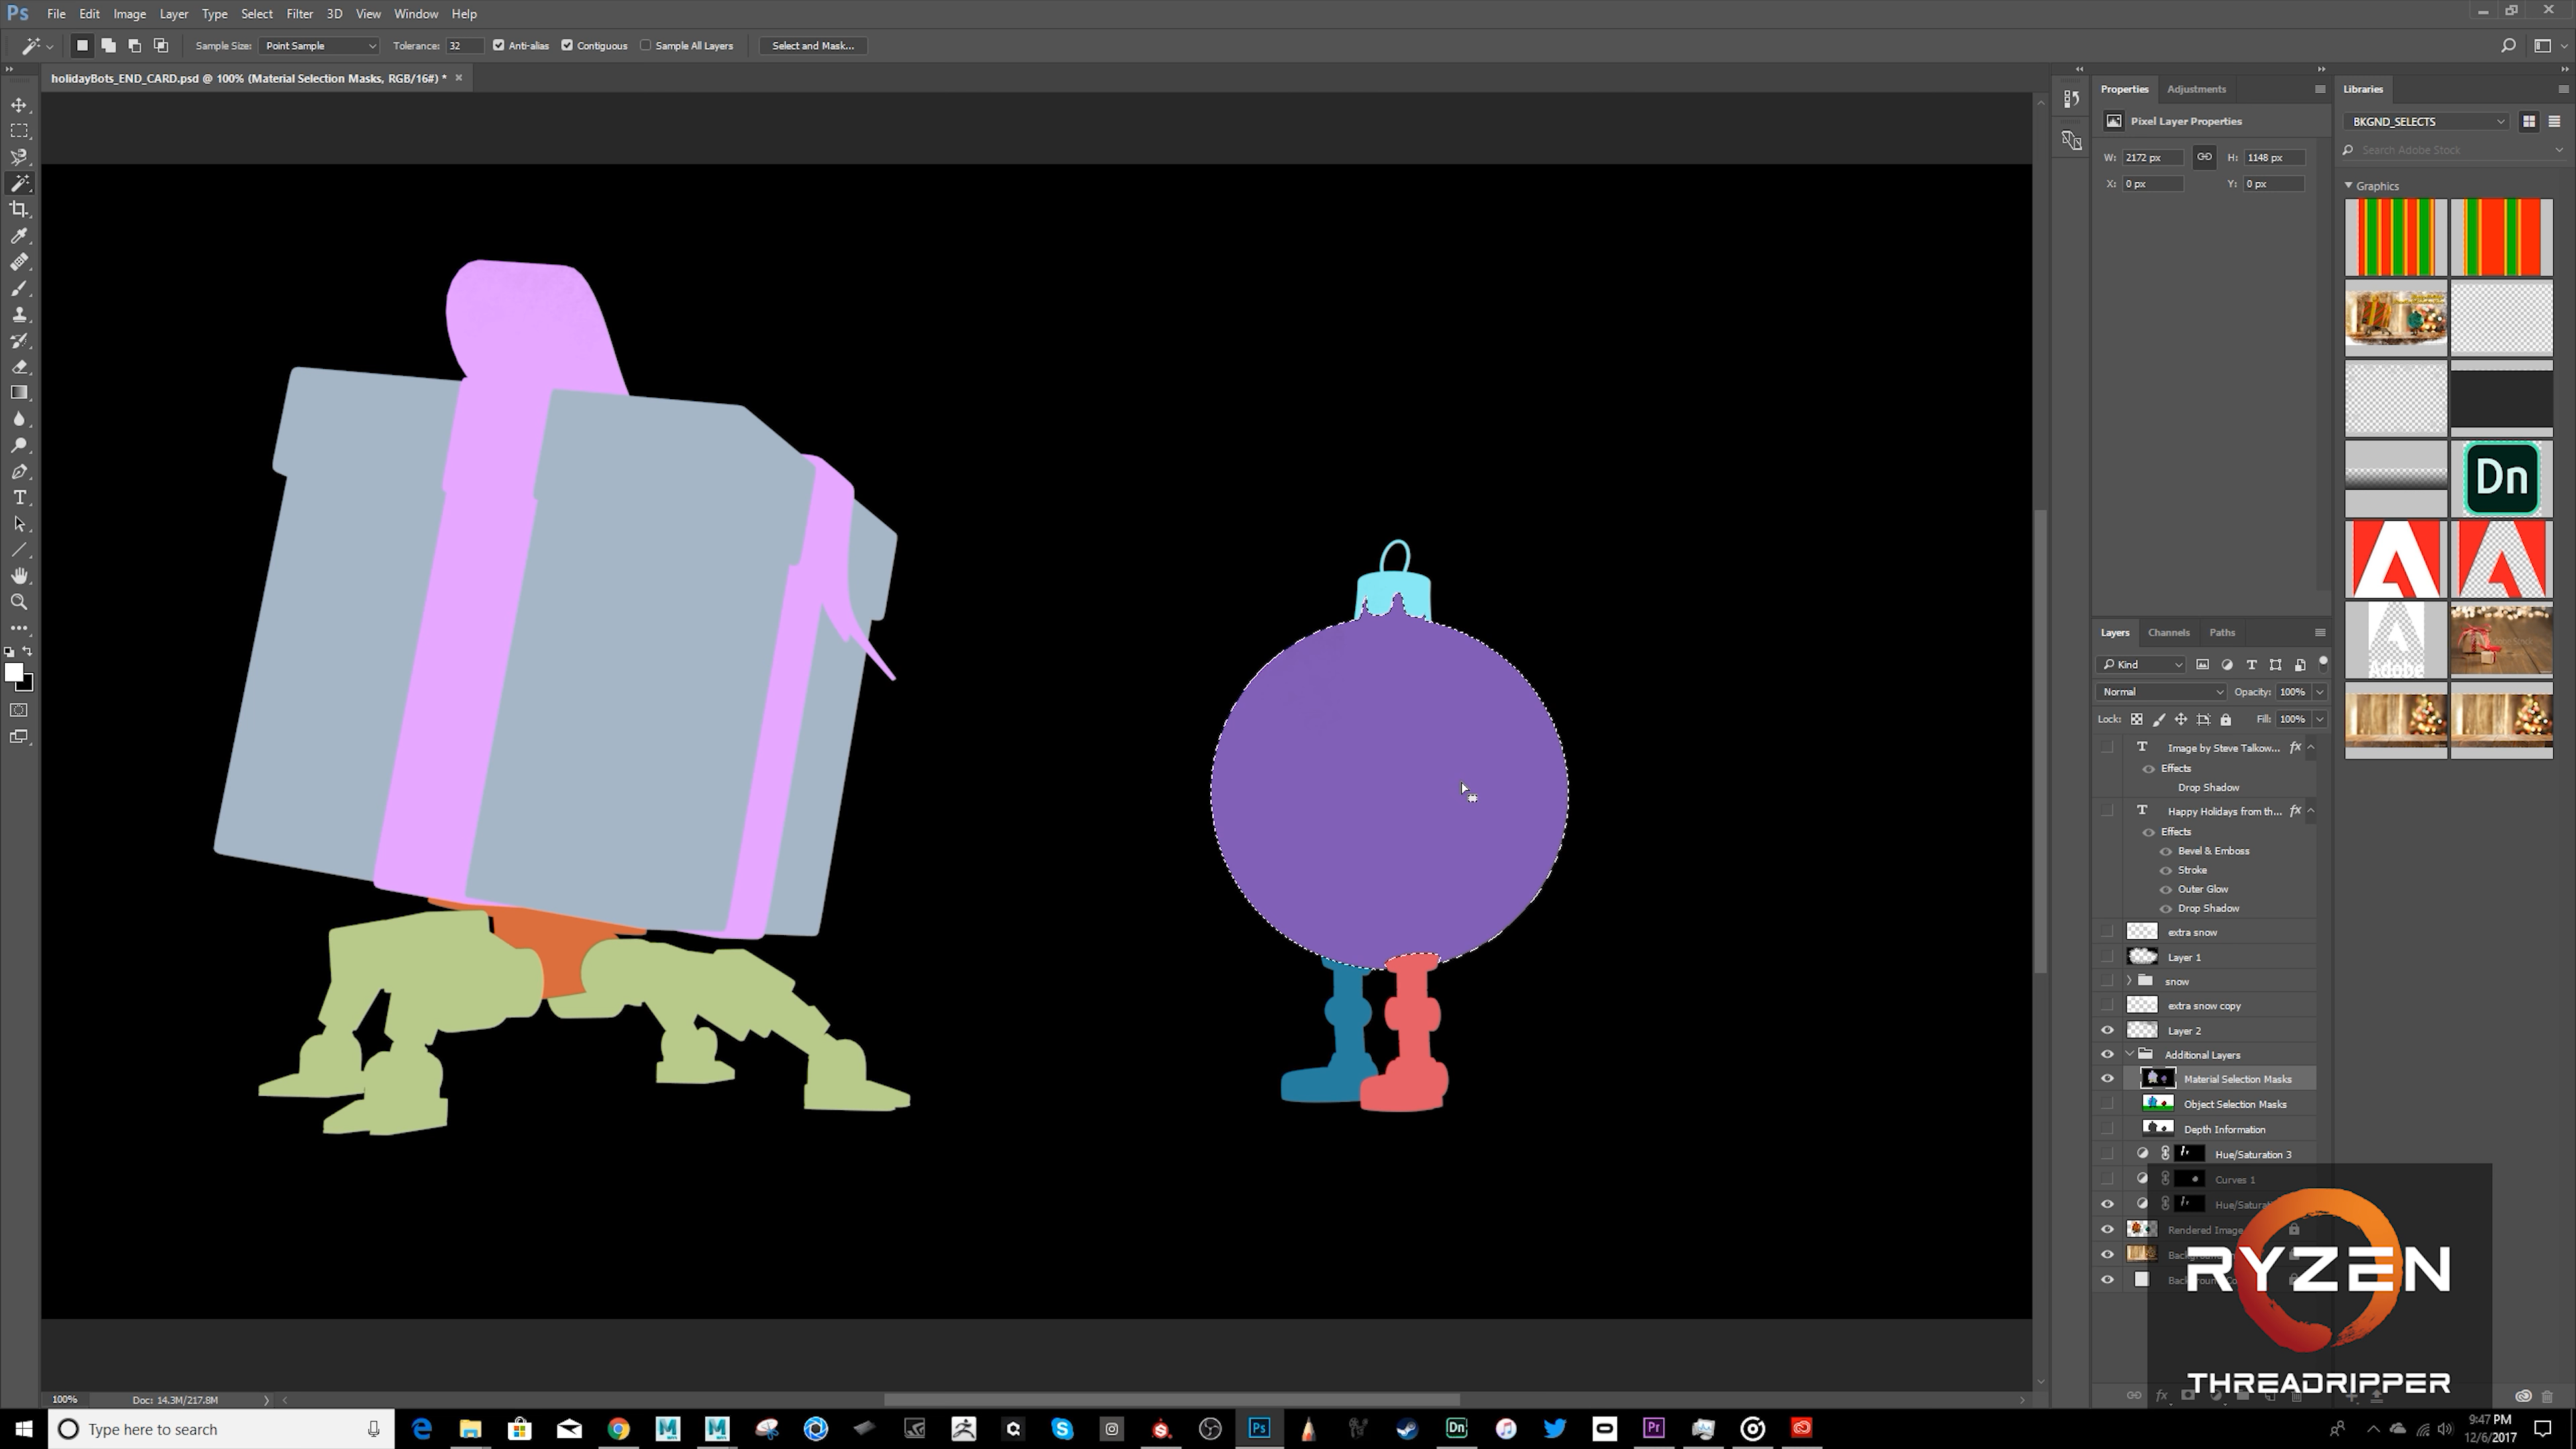 Ps File Edit Image Layer Type Select Filter 3D View Window Help
Sample Size: Point Sample Tolerance: 32 Anti-alias Contiguous Sample All Layers Select and Mask...
holidayBots_END_CARD.psd @ 100% (Material Selection Masks, RGB/16#) *
Properties Adjustments
Pixel Layer Properties
W: 2172 px H: 1148 px
X: 0 px Y: 0 px
Libraries
BKGND_SELECTS
Search Adobe Stock
Graphics
Dn
Adobe
Layers Channels Paths
Kind
Normal Opacity: 100%
Lock: Fill: 100%
T Image by Steve Talkow... fx
Effects
Drop Shadow
T Happy Holidays from th... fx
Effects
Bevel & Emboss
Stroke
Outer Glow
Drop Shadow
extra snow
Layer 1
snow
extra snow copy
Layer 2
Additional Layers
Material Selection Masks
Object Selection Masks
Depth Information
Hue/Saturation 3
Curves 1
Rendered Image
RYZEN
THREADRIPPER
100% Doc: 14.3M/217.8M
Type here to search
Ps
Dn
Pr
9:47 PM
12/6/2017